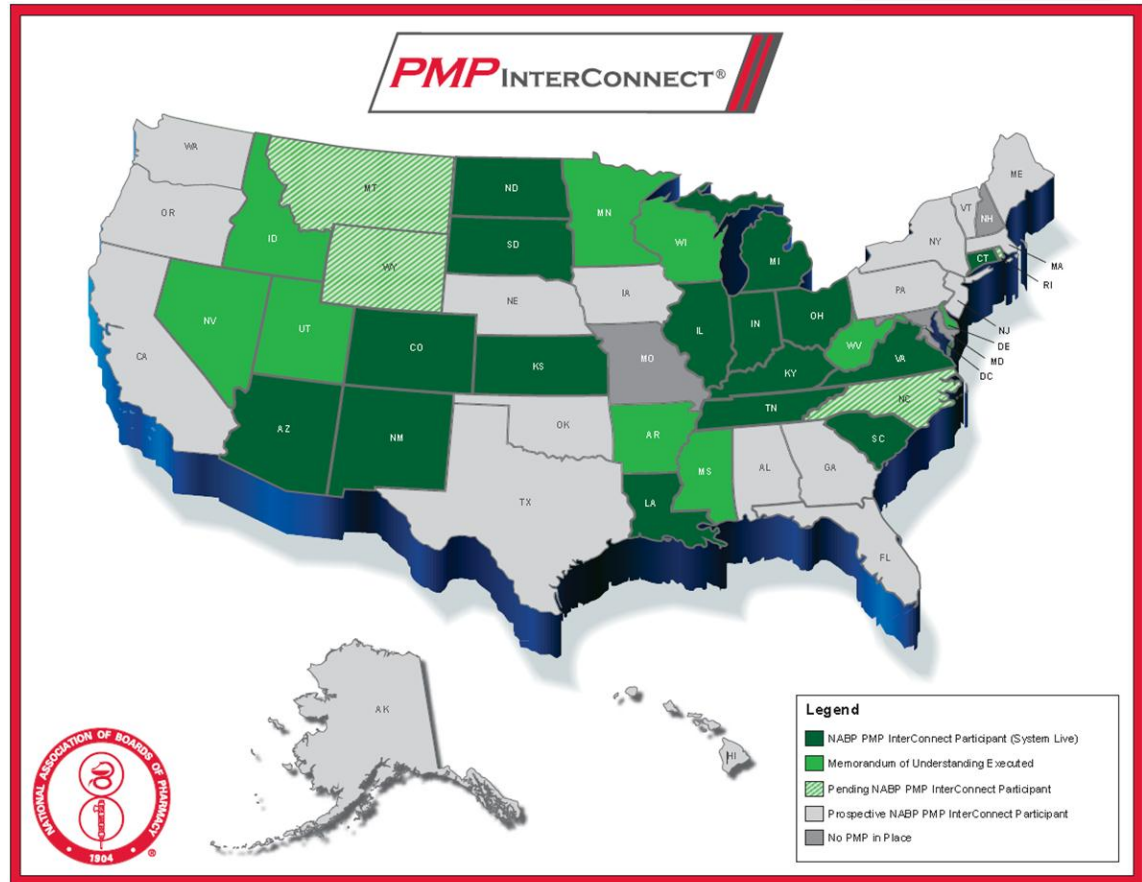 PMP INTERCONNECT®
WA
OR
CA
ID
NV
MT
WY
UT
AZ
CO
NM
ND
SD
NE
KS
OK
TX
MN
IA
MO
AR
LA
WI
IL
MI
IN
OH
KY
TN
MS
AL
GA
FL
SC
NC
VA
WV
PA
NY
VT
NH
ME
CT
MA
RI
NJ
DE
MD
DC
AK
HI
Legend
NABP PMP InterConnect Participant (System Live)
Memorandum of Understanding Executed
Pending NABP PMP InterConnect Participant
Prospective NABP PMP InterConnect Participant
No PMP in Place
NATIONAL ASSOCIATION OF BOARDS OF PHARMACY
• 1904 •
®